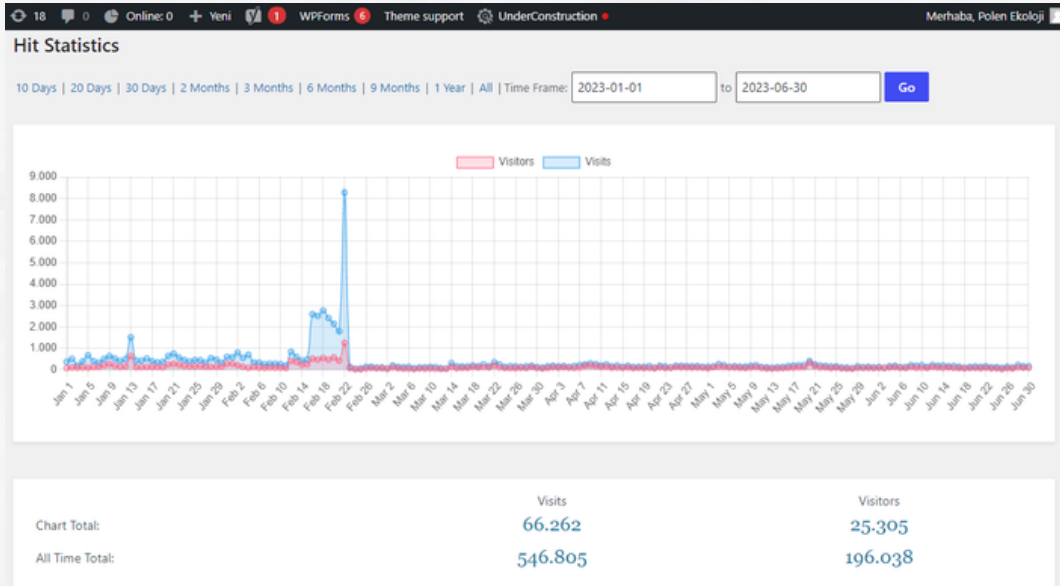 18 0 Online: 0 + Yeni 1 WPForms 6 Theme support UnderConstruction Merhaba, Polen Ekoloji
Hit Statistics
10 Days | 20 Days | 30 Days | 2 Months | 3 Months | 6 Months | 9 Months | 1 Year | All | Time Frame: 2023-01-01 to 2023-06-30 Go
Visitors Visits
9.000
8.000
7.000
6.000
5.000
4.000
3.000
2.000
1.000
0
Jan 1 Jan 5 Jan 9 Jan 13 Jan 17 Jan 21 Jan 25 Jan 29 Feb 2 Feb 6 Feb 10 Feb 14 Feb 18 Feb 22 Feb 26 Mar 2 Mar 6 Mar 10 Mar 14 Mar 18 Mar 22 Mar 26 Mar 30 Apr 3 Apr 7 Apr 11 Apr 15 Apr 19 Apr 23 Apr 27 May 1 May 5 May 9 May 13 May 17 May 21 May 25 May 29 Jun 2 Jun 6 Jun 10 Jun 14 Jun 18 Jun 22 Jun 26 Jun 30
Visits Visitors
Chart Total: 66.262 25.305
All Time Total: 546.805 196.038